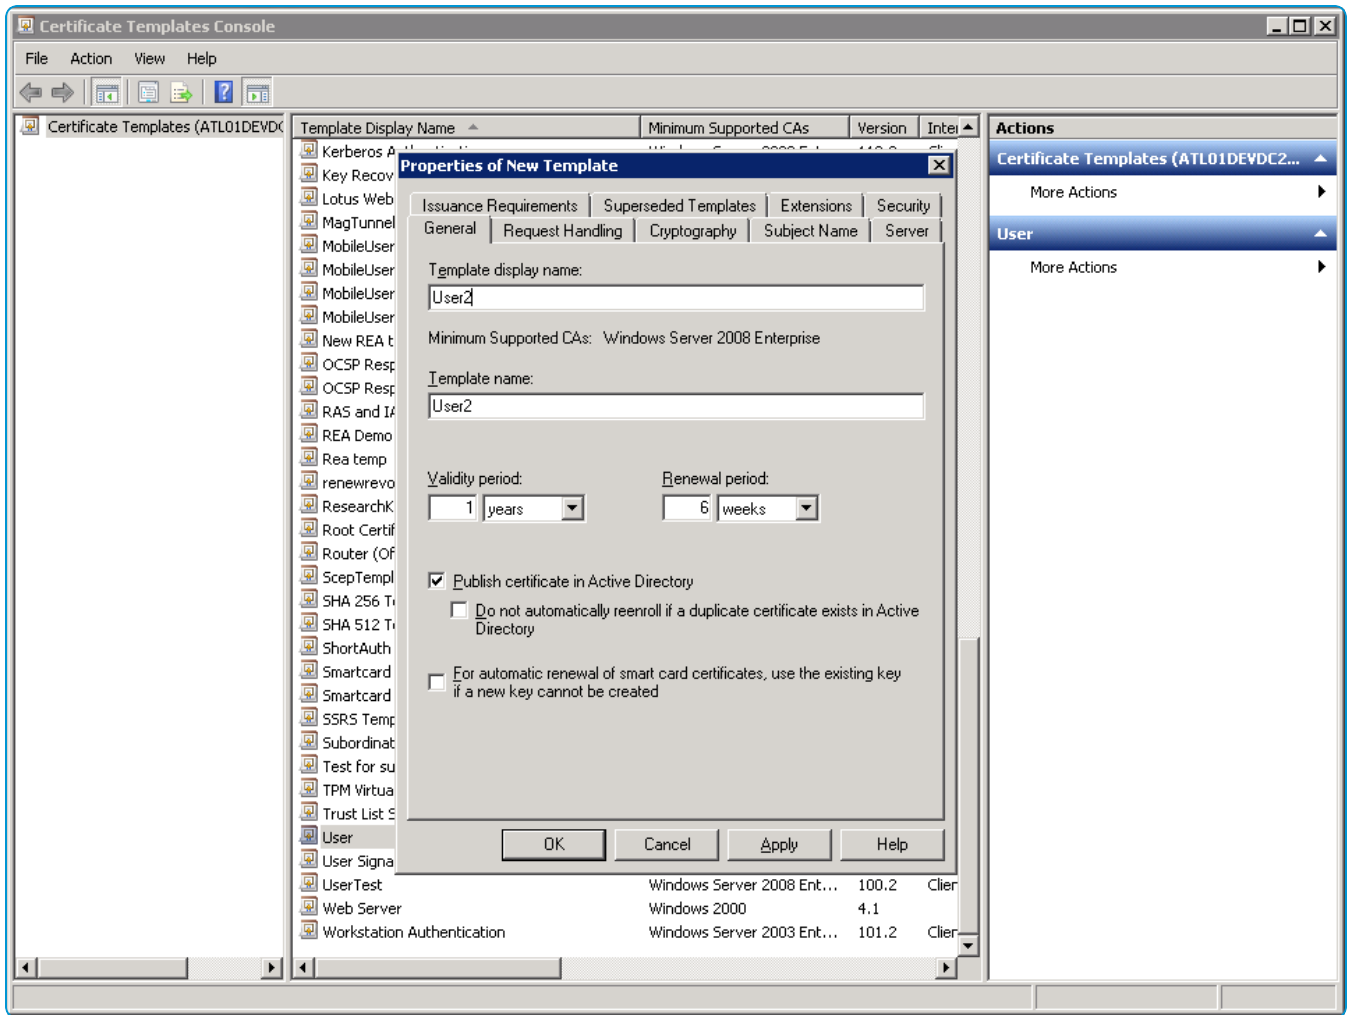 Certificate Templates Console
File Action View Help
Certificate Templates (ATL01DEVDC
Template Display Name
Minimum Supported CAs
Version
Kerberos
Key Recov
Lotus Web
MagTunnel
MobileUser
MobileUser
MobileUser
MobileUser
New REA t
OCSP Resp
OCSP Resp
RAS and IA
REA Demo
Rea temp
renewrevo
ResearchK
Root Certif
Router (Of
ScepTempl
SHA 256 T
SHA 512 T
ShortAuth
Smartcard
Smartcard
SSRS Temp
Subordinat
Test for su
TPM Virtua
Trust List S
User
User Signa
UserTest Windows Server 2008 Ent... 100.2 Clien
Web Server Windows 2000 4.1
Workstation Authentication Windows Server 2003 Ent... 101.2 Clien
Properties of New Template
Issuance Requirements Superseded Templates Extensions Security
General Request Handling Cryptography Subject Name Server
Template display name:
User2
Minimum Supported CAs: Windows Server 2008 Enterprise
Template name:
User2
Validity period: Renewal period:
1 years 6 weeks
Publish certificate in Active Directory
Do not automatically reenroll if a duplicate certificate exists in Active
Directory
For automatic renewal of smart card certificates, use the existing key
if a new key cannot be created
OK Cancel Apply Help
Actions
Certificate Templates (ATL01DEVDC2...
More Actions
User
More Actions